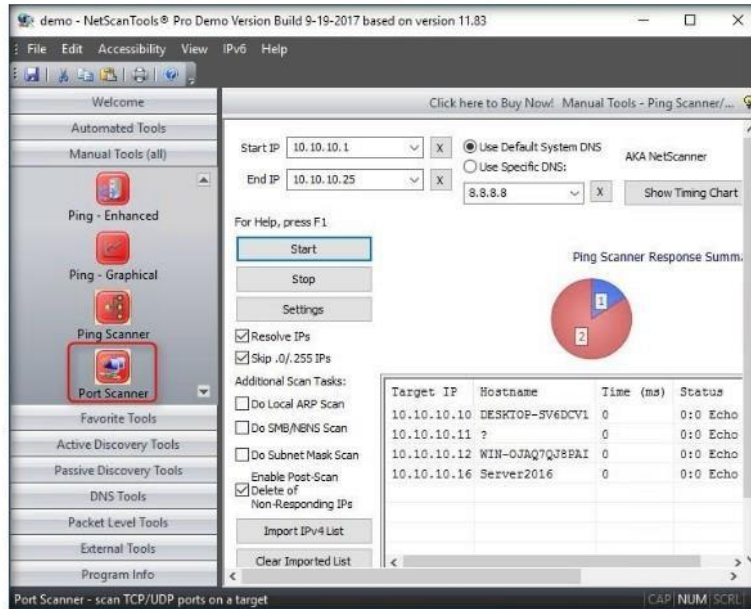 demo - NetScanTools® Pro Demo Version Build 9-19-2017 based on version 11.83
File Edit Accessibility View IPv6 Help
Welcome
Automated Tools
Manual Tools (all)
Ping - Enhanced
Ping - Graphical
Ping Scanner
Port Scanner
Favorite Tools
Active Discovery Tools
Passive Discovery Tools
DNS Tools
Packet Level Tools
External Tools
Program Info
Click here to Buy Now! Manual Tools - Ping Scanner/...
Start IP 10.10.10.1 X
End IP 10.10.10.25 X
Use Default System DNS
Use Specific DNS:
8.8.8.8 X
AKA NetScanner
Show Timing Chart
For Help, press F1
Start
Stop
Settings
Resolve IPs
Skip .0/.255 IPs
Additional Scan Tasks:
Do Local ARP Scan
Do SMB/NBNS Scan
Do Subnet Mask Scan
Enable Post-Scan
Delete of
Non-Responding IPs
Import IPv4 List
Clear Imported List
Ping Scanner Response Summ
1
2
Target IP Hostname Time (ms) Status
10.10.10.10 DESKTOP-SV6DCV1 0 0:0 Echo
10.10.10.11 ? 0 0:0 Echo
10.10.10.12 WIN-OJAQ7QJ8PAI 0 0:0 Echo
10.10.10.16 Server2016 0 0:0 Echo
Port Scanner - scan TCP/UDP ports on a target
CAP NUM SCRL